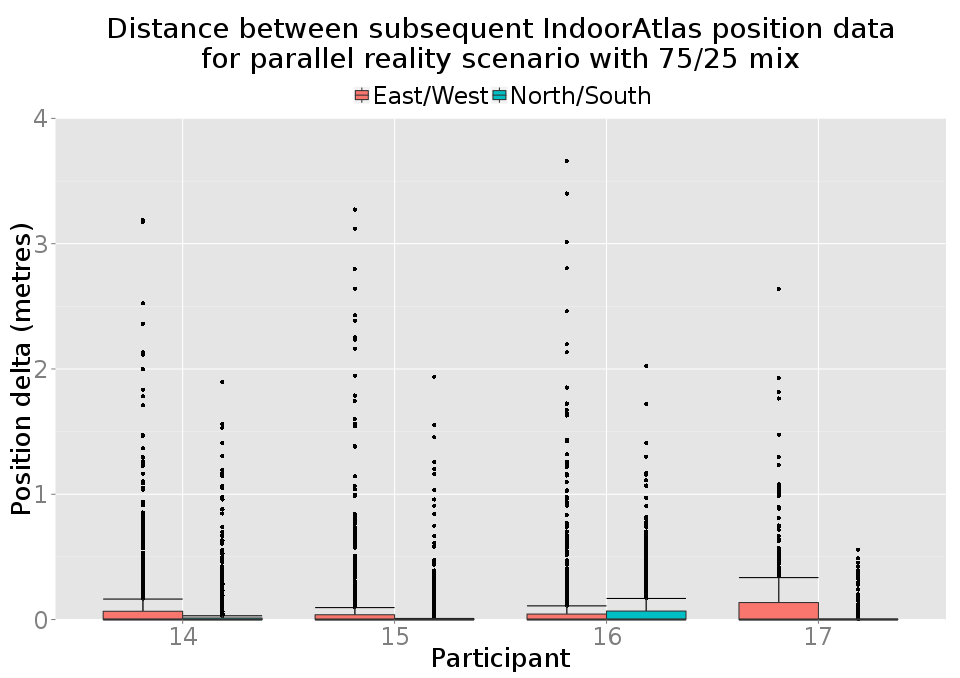 Distance between subsequent IndoorAtlas position data
for parallel reality scenario with 75/25 mix
East/West North/South
4
3
2
1
0
Position delta (metres)
14 15 16 17
Participant